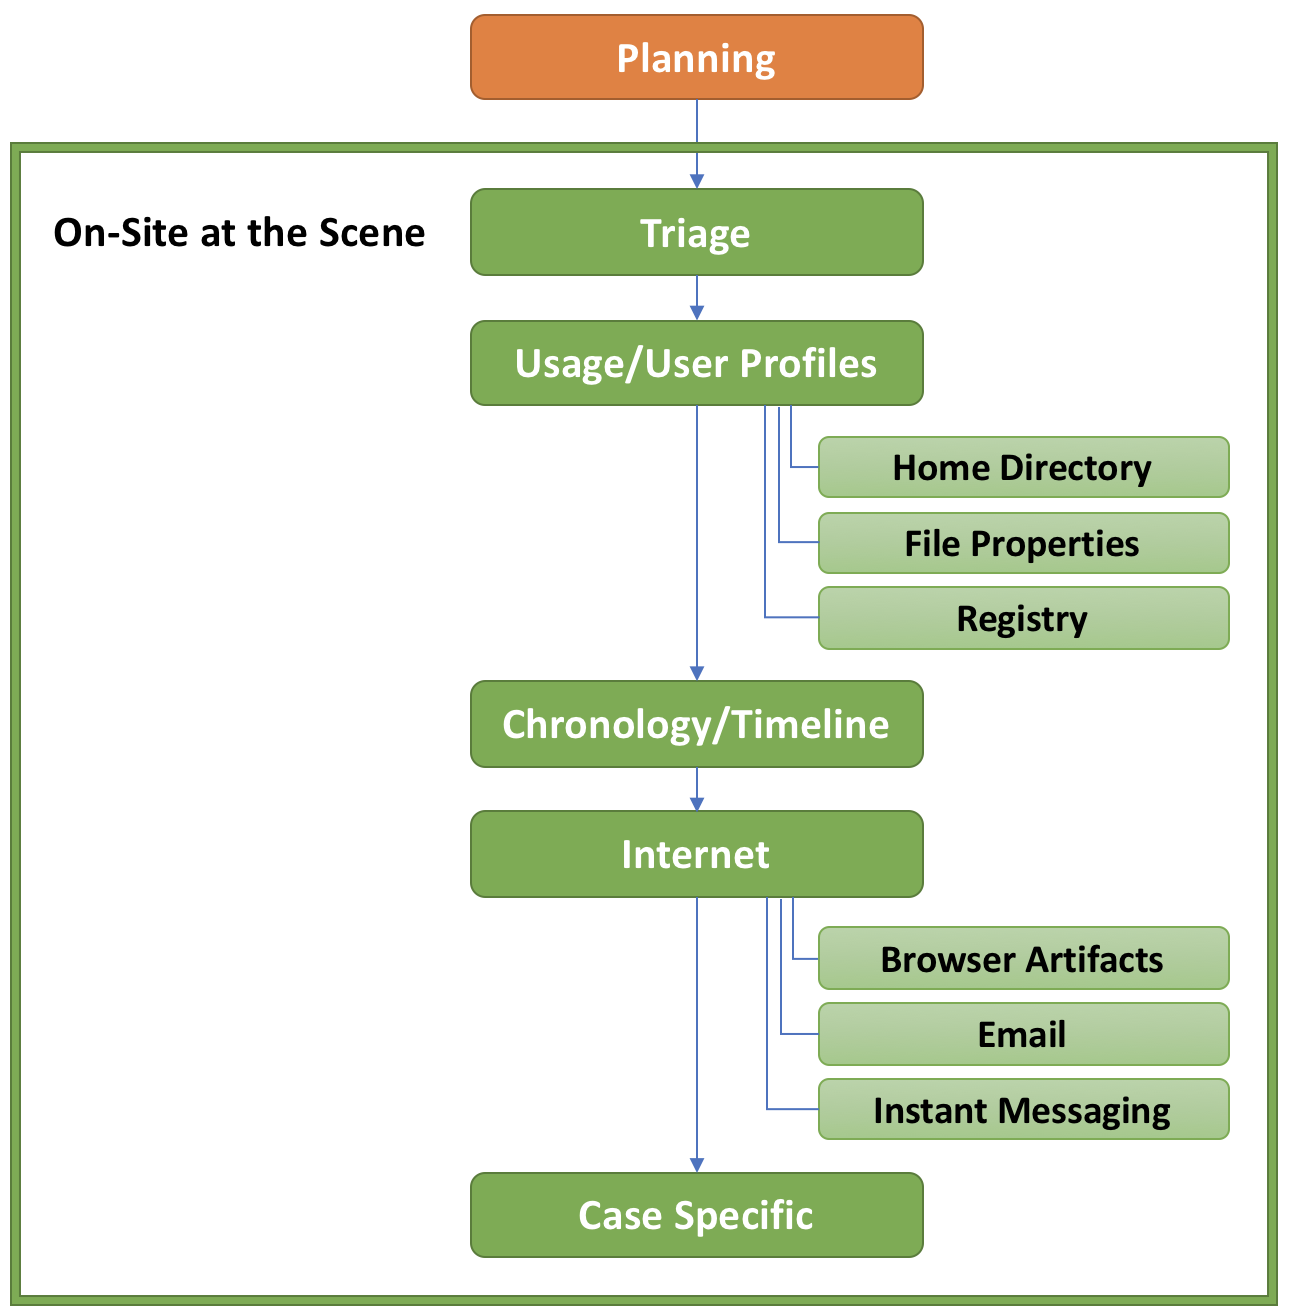 Planning
On-Site at the Scene
Triage
Usage/User Profiles
Home Directory
File Properties
Registry
Chronology/Timeline
Internet
Browser Artifacts
Email
Instant Messaging
Case Specific